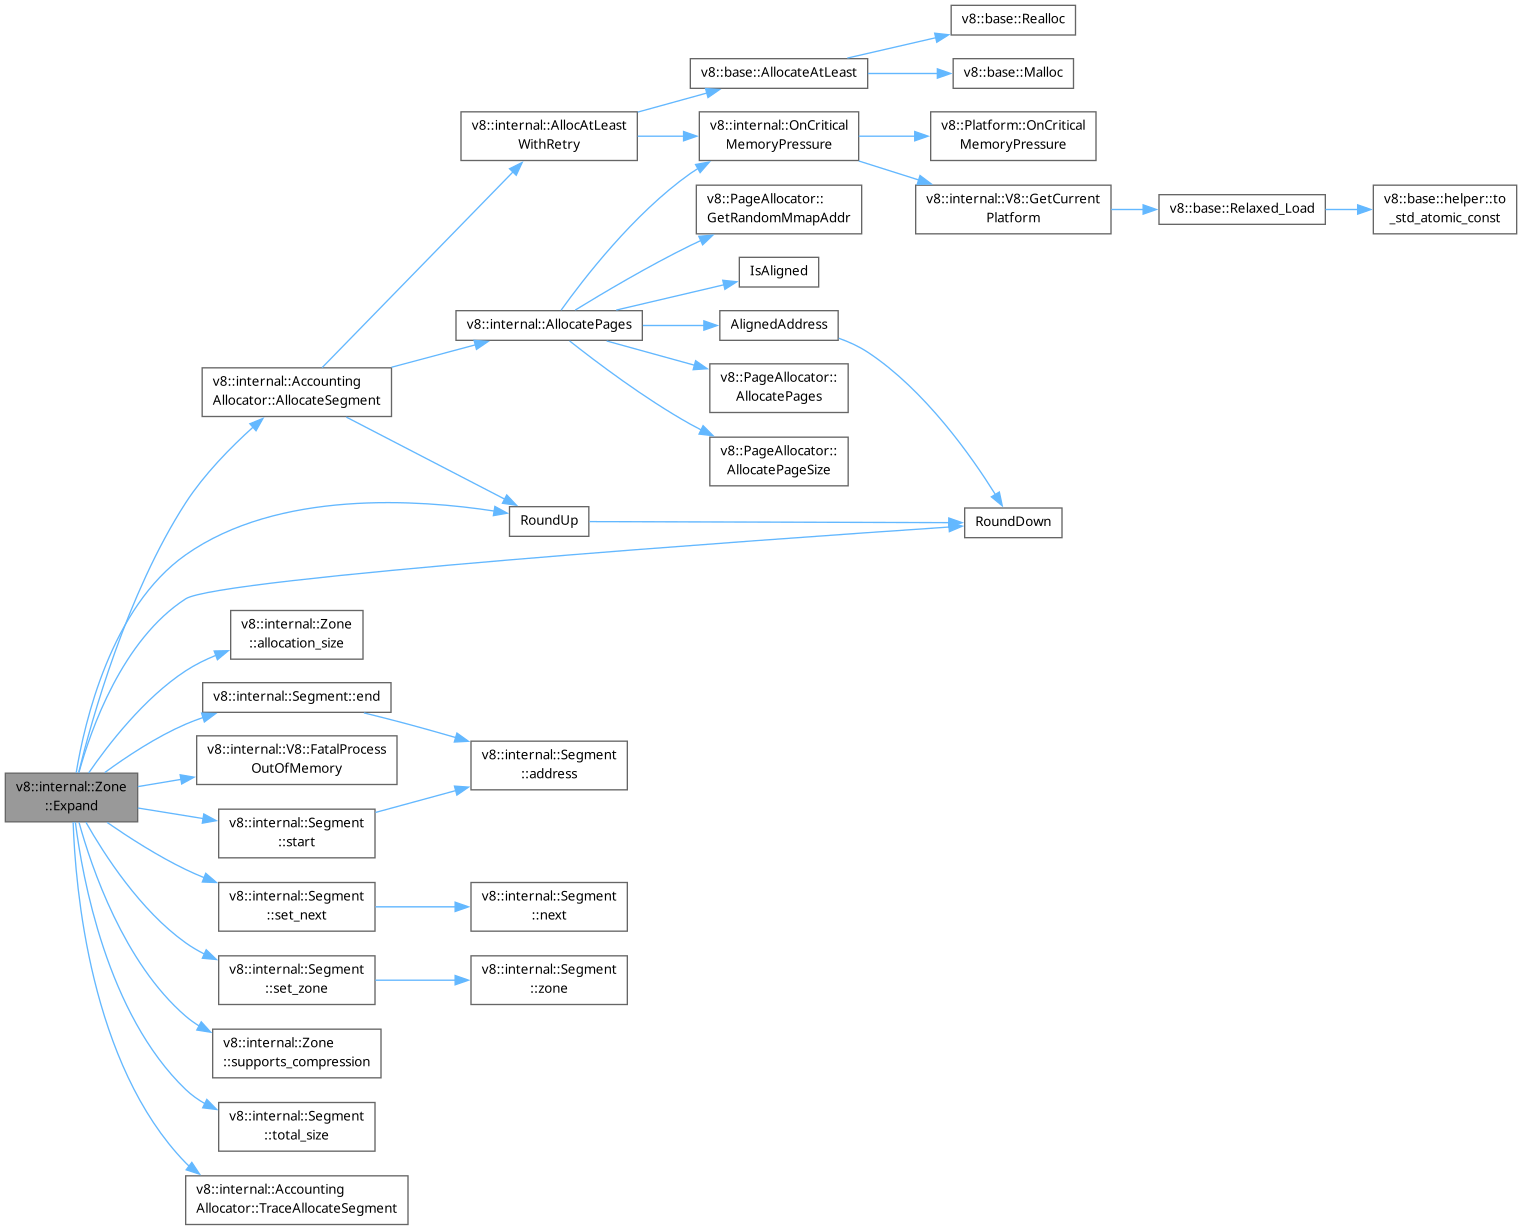 v8::base::Realloc
v8::base::AllocateAtLeast
v8::base::Malloc
v8::internal::AllocAtLeast
WithRetry
v8::internal::OnCritical
MemoryPressure
v8::Platform::OnCritical
MemoryPressure
v8::PageAllocator::
GetRandomMmapAddr
v8::internal::V8::GetCurrent
Platform
v8::base::Relaxed_Load
v8::base::helper::to
_std_atomic_const
IsAligned
v8::internal::AllocatePages
AlignedAddress
v8::internal::Accounting
Allocator::AllocateSegment
v8::PageAllocator::
AllocatePages
v8::PageAllocator::
AllocatePageSize
RoundUp
RoundDown
v8::internal::Zone
::allocation_size
v8::internal::Segment::end
v8::internal::V8::FatalProcess
OutOfMemory
v8::internal::Segment
::address
v8::internal::Zone
::Expand
v8::internal::Segment
::start
v8::internal::Segment
::set_next
v8::internal::Segment
::next
v8::internal::Segment
::set_zone
v8::internal::Segment
::zone
v8::internal::Zone
::supports_compression
v8::internal::Segment
::total_size
v8::internal::Accounting
Allocator::TraceAllocateSegment